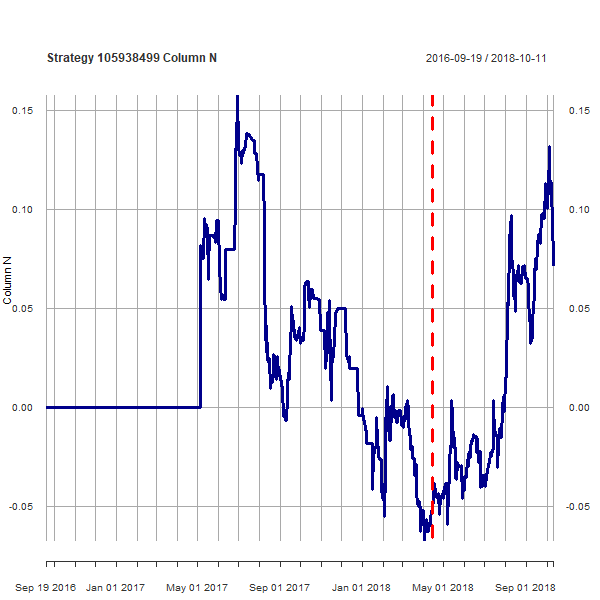 Strategy 105938499 Column N
2016-09-19 / 2018-10-11
0.15 0.15
0.10 0.10
0.05 0.05
0.00 0.00
-0.05 -0.05
Column N
Sep 19 2016 Jan 01 2017 May 01 2017 Sep 01 2017 Jan 01 2018 May 01 2018 Sep 01 2018